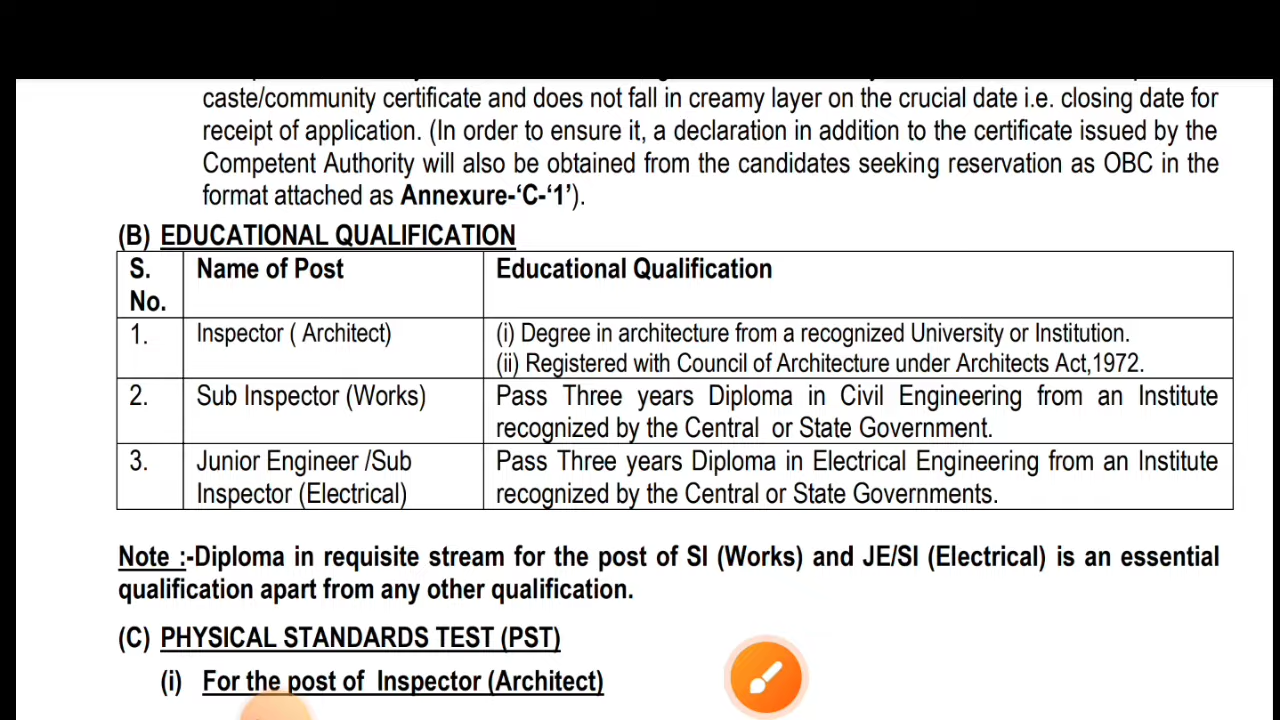 caste/community certificate and does not fall in creamy layer on the crucial date i.e. closing date for
receipt of application. (In order to ensure it, a declaration in addition to the certificate issued by the
Competent Authority will also be obtained from the candidates seeking reservation as OBC in the
format attached as Annexure-‘C-‘1’).
(B) EDUCATIONAL QUALIFICATION
S. No. Name of Post Educational Qualification
1. Inspector ( Architect) (i) Degree in architecture from a recognized University or Institution.
(ii) Registered with Council of Architecture under Architects Act,1972.
2. Sub Inspector (Works) Pass Three years Diploma in Civil Engineering from an Institute
recognized by the Central or State Government.
3. Junior Engineer /Sub Pass Three years Diploma in Electrical Engineering from an Institute
Inspector (Electrical) recognized by the Central or State Governments.
Note :-Diploma in requisite stream for the post of SI (Works) and JE/SI (Electrical) is an essential
qualification apart from any other qualification.
(C) PHYSICAL STANDARDS TEST (PST)
(i) For the post of Inspector (Architect)